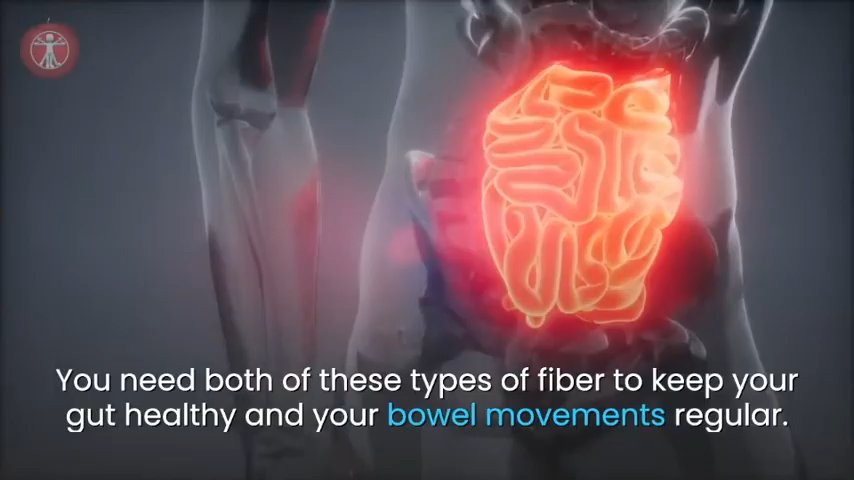 You need both of these types of fiber to keep your
gut healthy and your bowel movements regular.